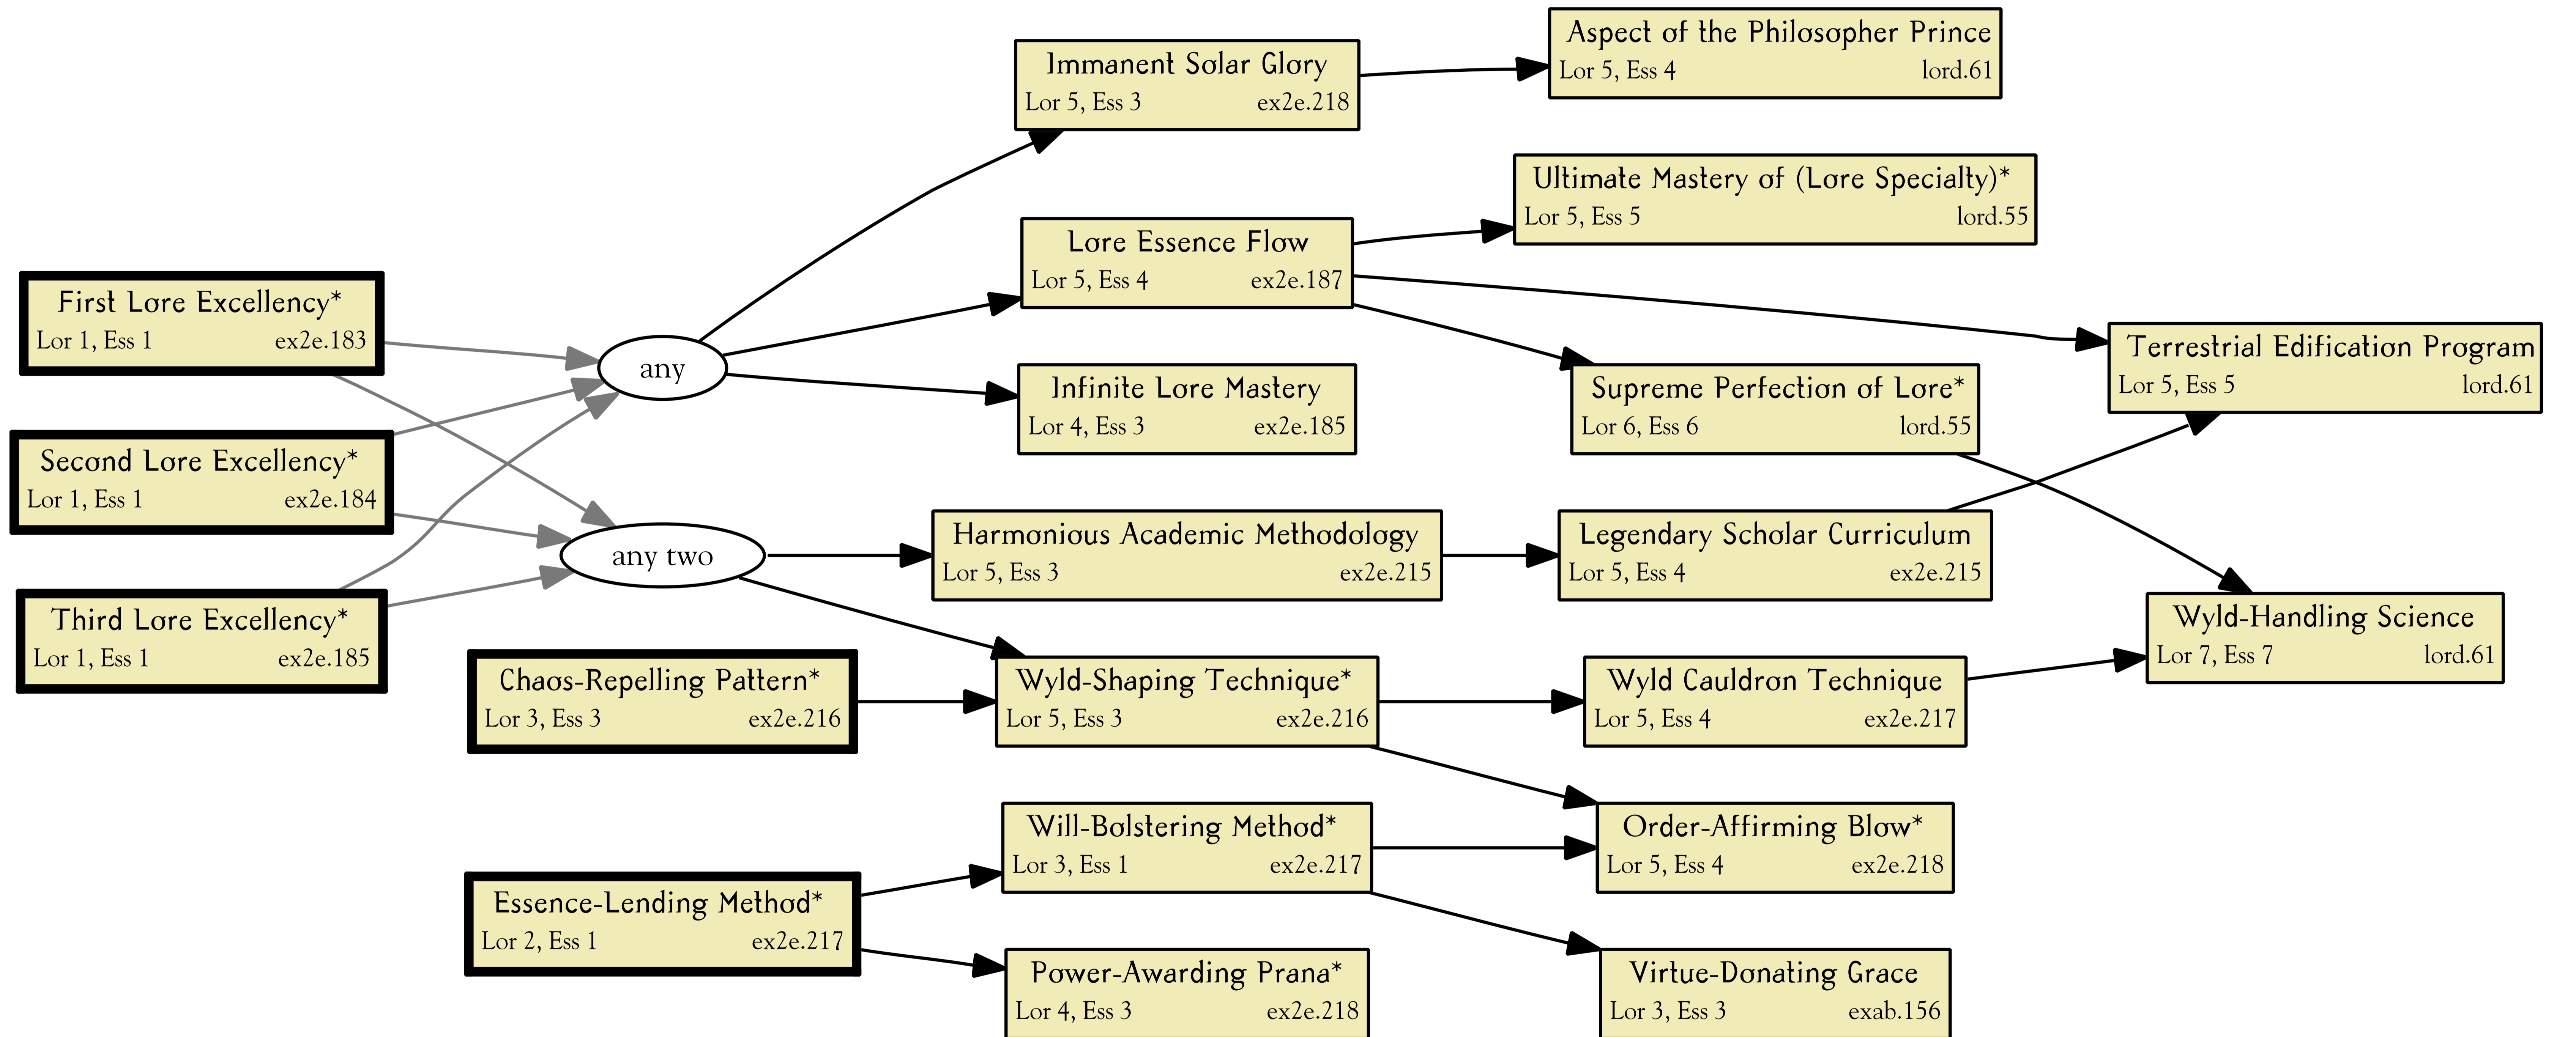 Aspect of the Philosopher Prince
Lor 5, Ess 4 lord.61
Immanent Solar Glory
Lor 5, Ess 3 ex2e.218
Ultimate Mastery of (Lore Specialty)*
Lor 5, Ess 5 lord.55
Lore Essence Flow
Lor 5, Ess 4 ex2e.187
First Lore Excellency*
Lor 1, Ess 1 ex2e.183
any
Infinite Lore Mastery
Lor 4, Ess 3 ex2e.185
Supreme Perfection of Lore*
Lor 6, Ess 6 lord.55
Terrestrial Edification Program
Lor 5, Ess 5 lord.61
Second Lore Excellency*
Lor 1, Ess 1 ex2e.184
any two
Harmonious Academic Methodology
Lor 5, Ess 3 ex2e.215
Legendary Scholar Curriculum
Lor 5, Ess 4 ex2e.215
Third Lore Excellency*
Lor 1, Ess 1 ex2e.185
Wyld-Handling Science
Lor 7, Ess 7 lord.61
Chaos-Repelling Pattern*
Lor 3, Ess 3 ex2e.216
Wyld-Shaping Technique*
Lor 5, Ess 3 ex2e.216
Wyld Cauldron Technique
Lor 5, Ess 4 ex2e.217
Will-Bolstering Method*
Lor 3, Ess 1 ex2e.217
Order-Affirming Blow*
Lor 5, Ess 4 ex2e.218
Essence-Lending Method*
Lor 2, Ess 1 ex2e.217
Power-Awarding Prana*
Lor 4, Ess 3 ex2e.218
Virtue-Donating Grace
Lor 3, Ess 3 exab.156